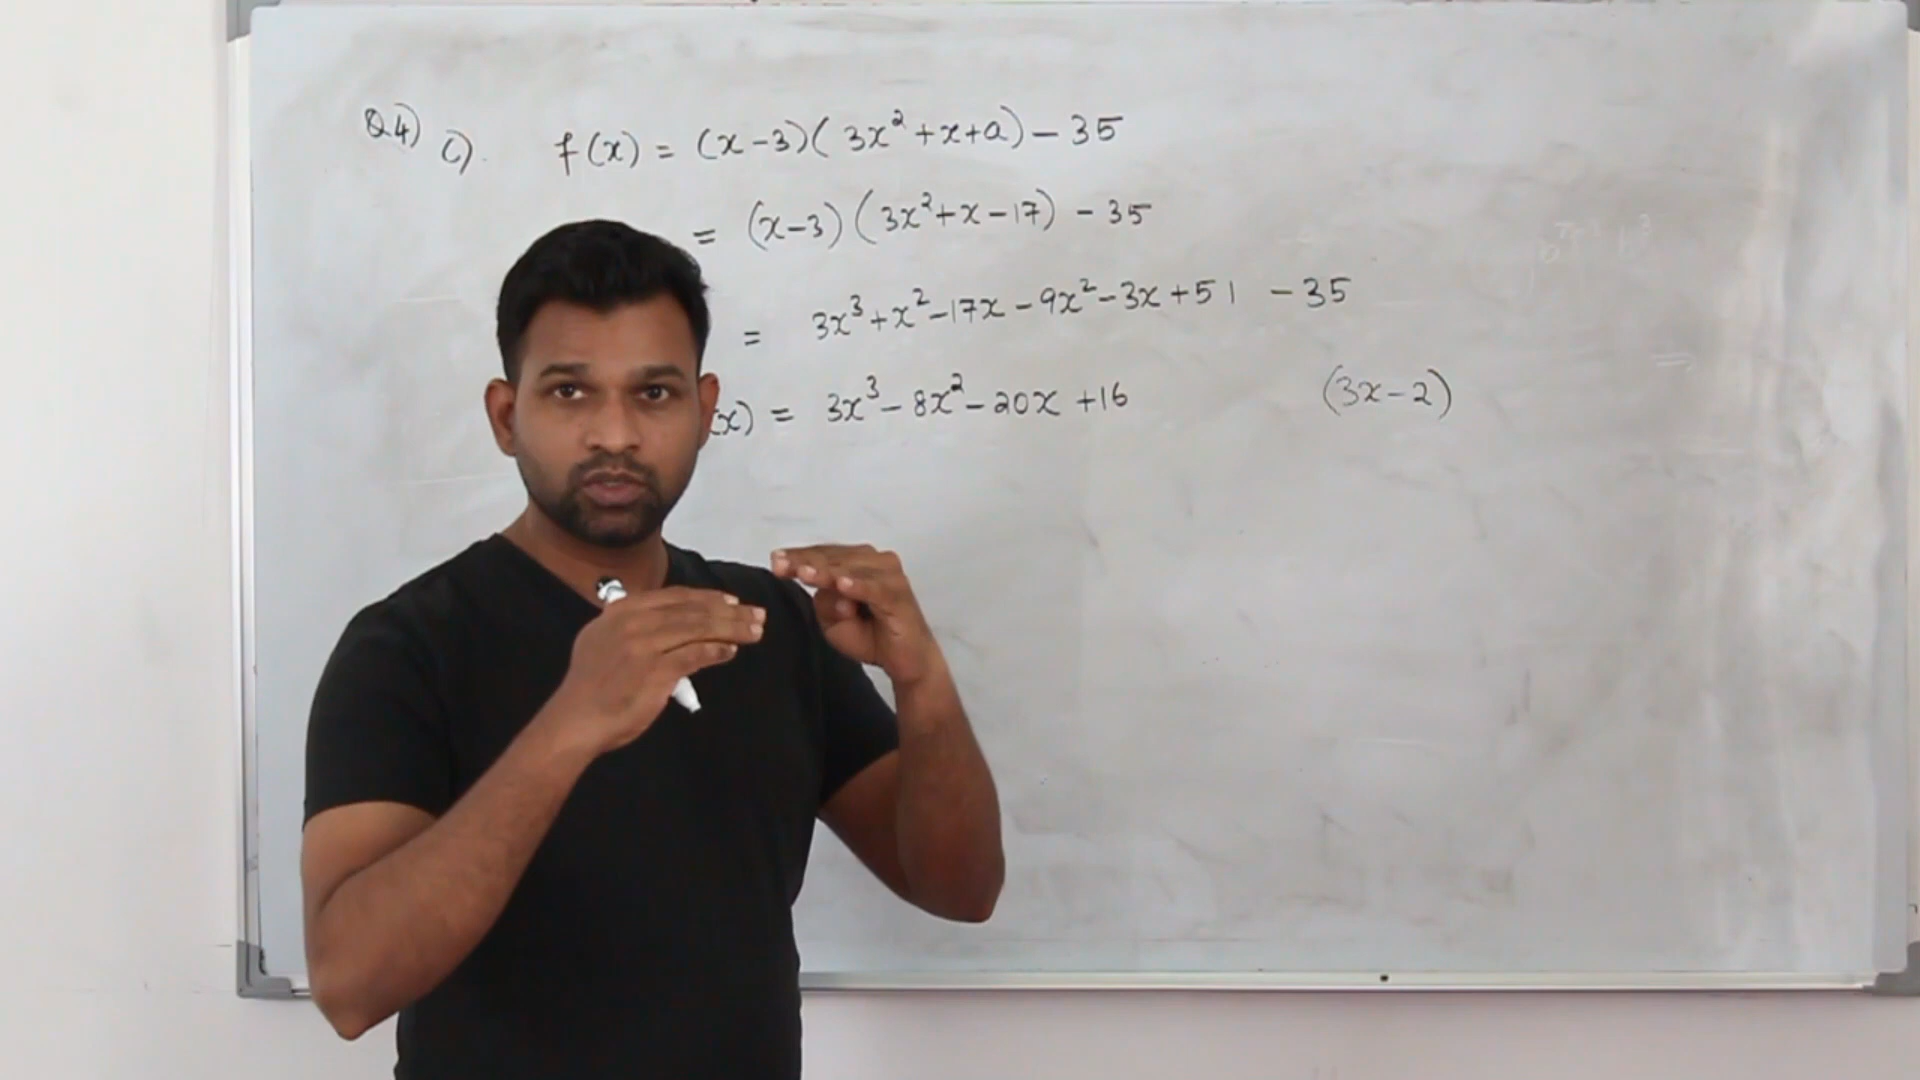 Q4) c). f(x) = (x-3)(3x²+x+a) - 35
= (x-3)(3x²+x-17) - 35
= 3x³+x²-17x-9x²-3x+51 - 35
(x) = 3x³-8x²-20x+16 (3x-2)